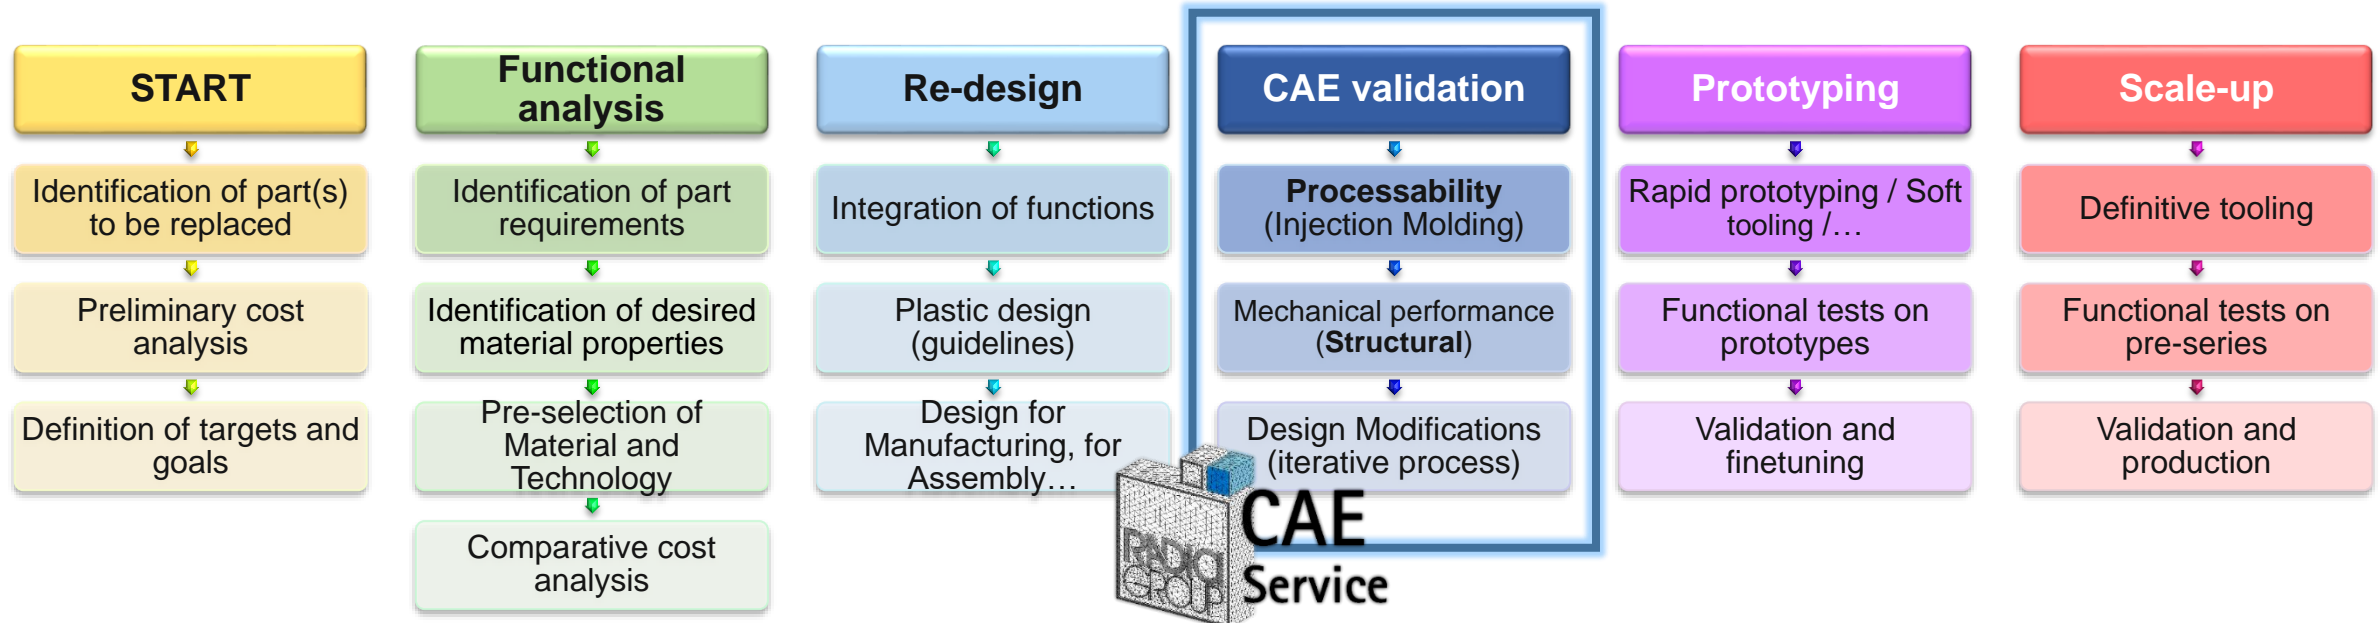 START
Identification of part(s)
to be replaced
Preliminary cost
analysis
Definition of targets and
goals
Functional
analysis
Identification of part
requirements
Identification of desired
material properties
Pre-selection of
Material and
Technology
Comparative cost
analysis
Re-design
Integration of functions
Plastic design
(guidelines)
Design for
Manufacturing, for
Assembly…
CAE validation
Processability
(Injection Molding)
Mechanical performance
(Structural)
Design Modifications
(iterative process)
RADICI
GROUP
CAE
Service
Prototyping
Rapid prototyping / Soft
tooling /…
Functional tests on
prototypes
Validation and
finetuning
Scale-up
Definitive tooling
Functional tests on
pre-series
Validation and
production